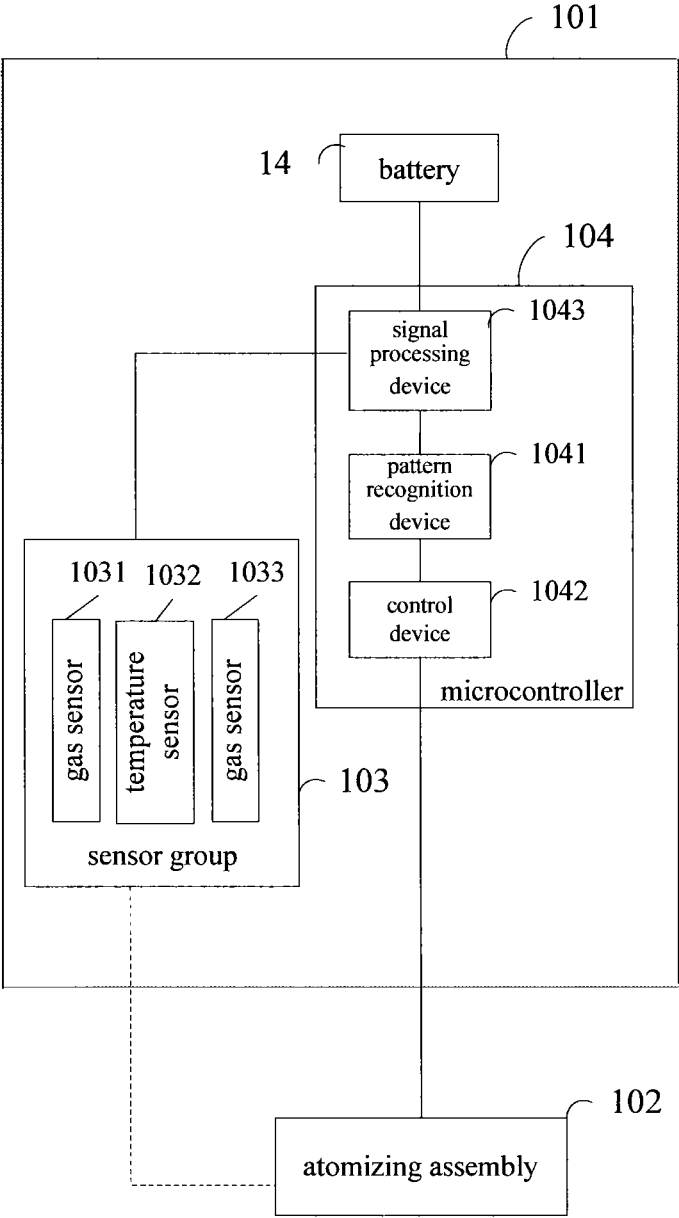 101
14
battery
104
signal
processing
device
1043
pattern
recognition
device
1041
control
device
1042
microcontroller
1031
1032
1033
gas sensor
temperature
sensor
gas sensor
103
sensor group
102
atomizing assembly